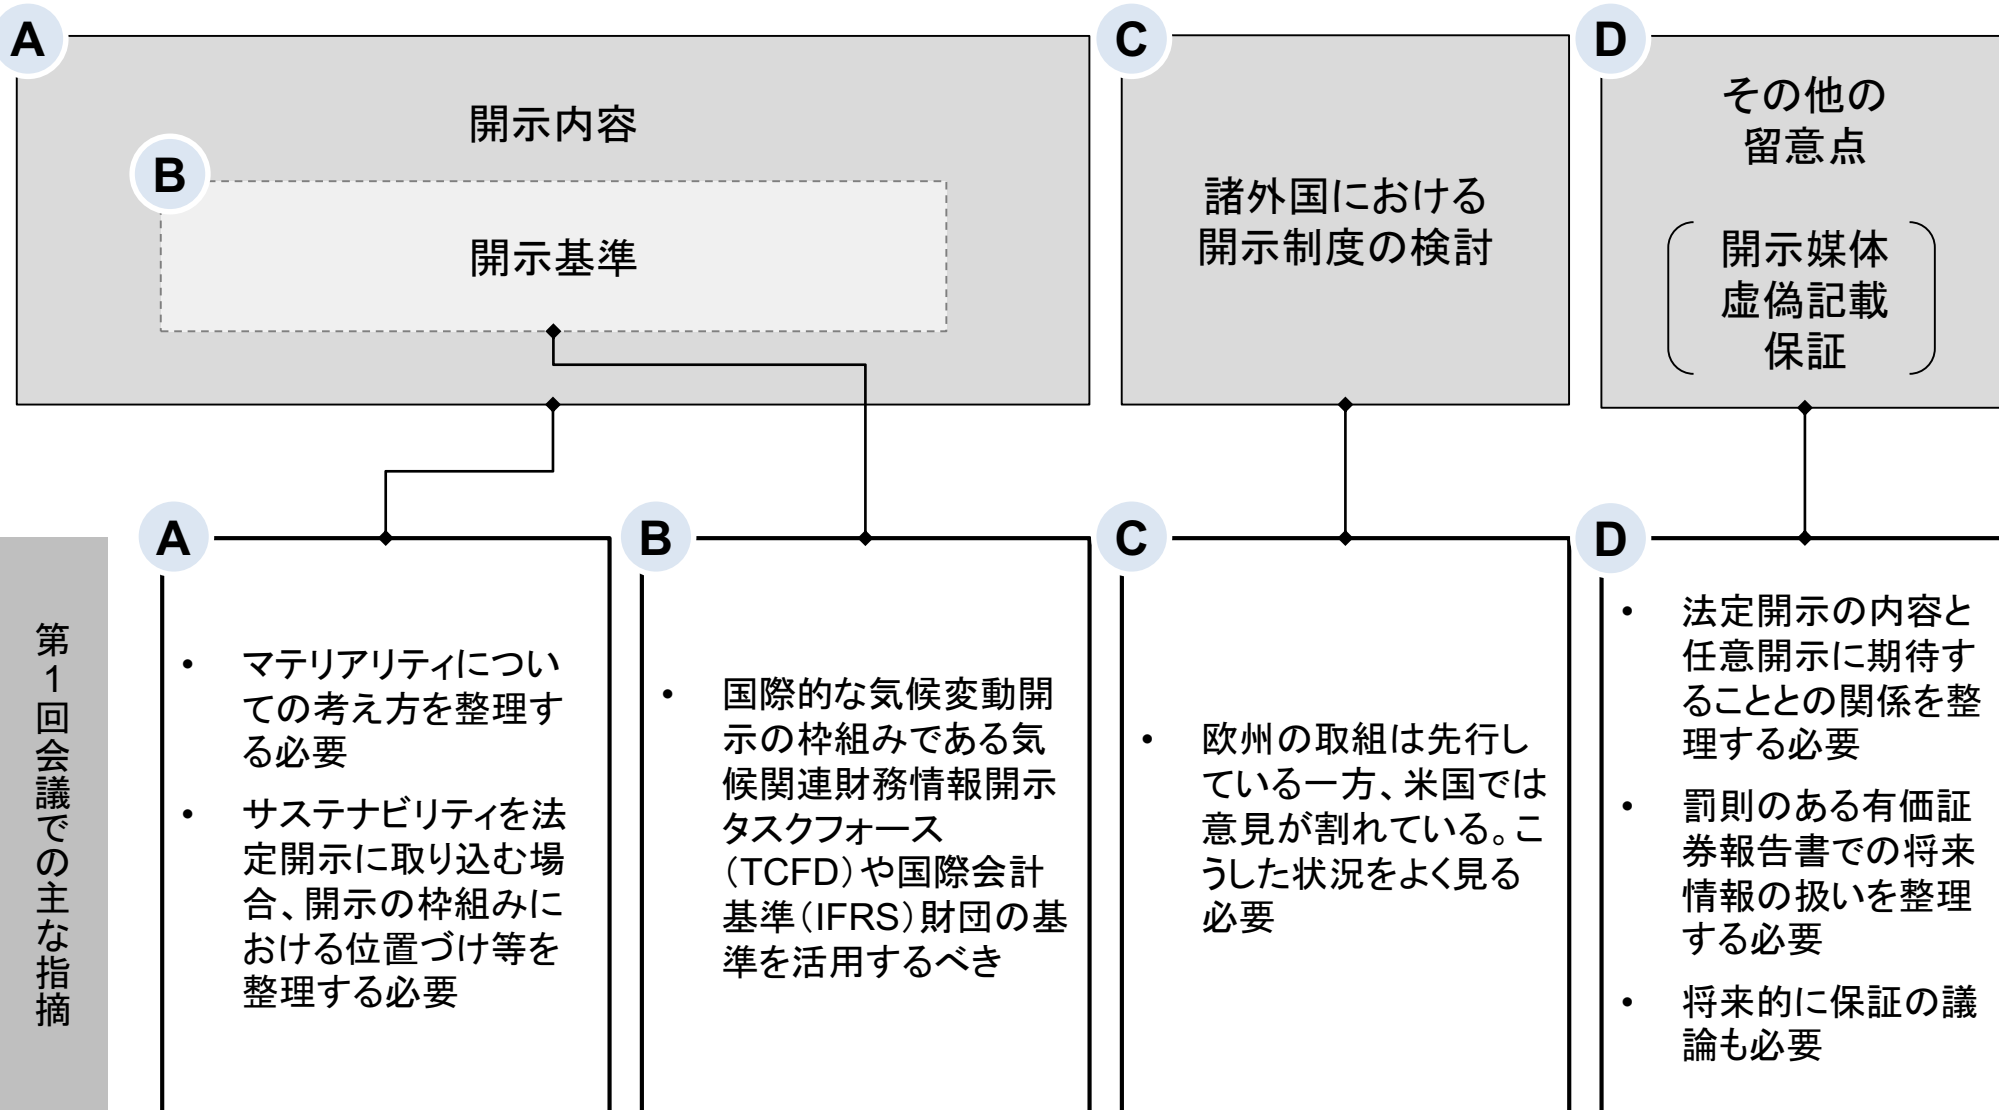 A
開示内容
B
開示基準
C
諸外国における
開示制度の検討
D
その他の
留意点
開示媒体
虚偽記載
保証
第1回会議での主な指摘
A
• マテリアリティについ
ての考え方を整理す
る必要
• サステナビリティを法
定開示に取り込む場
合、開示の枠組みに
おける位置づけ等を
整理する必要
B
• 国際的な気候変動開
示の枠組みである気
候関連財務情報開示
タスクフォース
（TCFD）や国際会計
基準（IFRS）財団の基
準を活用するべき
C
• 欧州の取組は先行し
ている一方、米国では
意見が割れている。こ
うした状況をよく見る
必要
D
• 法定開示の内容と
任意開示に期待す
ることとの関係を整
理する必要
• 罰則のある有価証
券報告書での将来
情報の扱いを整理
する必要
• 将来的に保証の議
論も必要